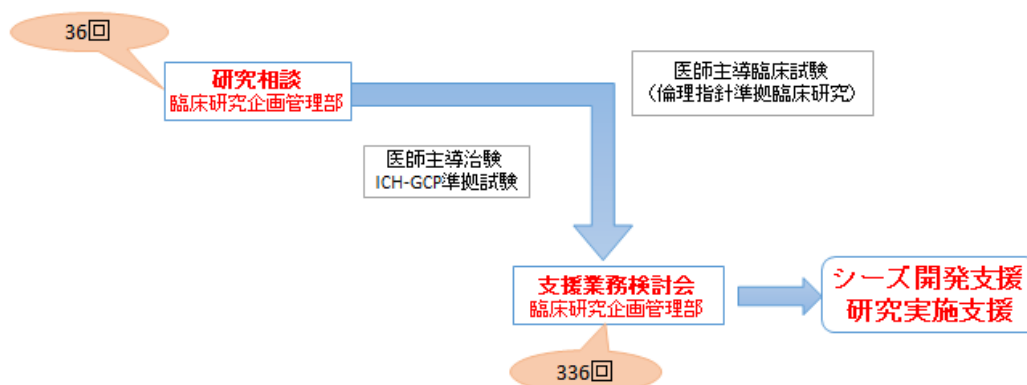 36回
研究相談
臨床研究企画管理部
医師主導臨床試験
（倫理指針準拠臨床研究）
医師主導治験
ICH-GCP準拠試験
支援業務検討会
臨床研究企画管理部
シーズ開発支援
研究実施支援
336回